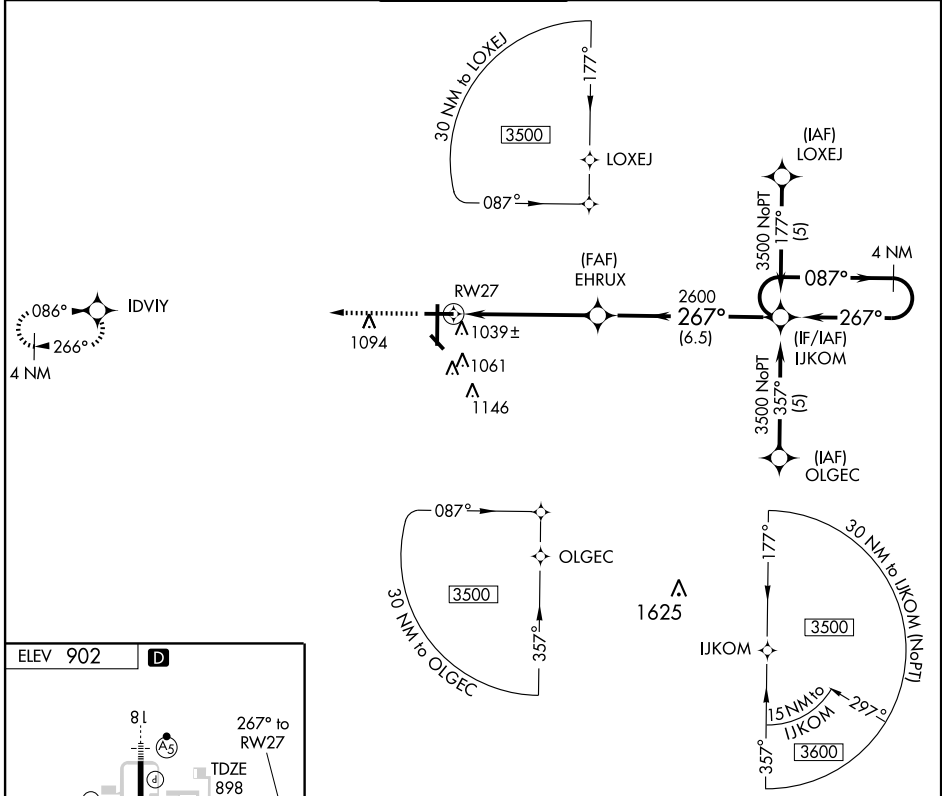 30 NM to LOXEJ
177°
3500
LOXEJ
087°
(IAF)
LOXEJ
3500 NoPT
177°
(5)
4 NM
087°
(FAF)
EHRUX
2600
267°
(6.5)
267°
(IF/IAF)
IJKOM
RW27
086°
IDVIY
266°
4 NM
1094
1039±
1061
1146
3500 NoPT
357°
(5)
(IAF)
OLGEC
087°
OLGEC
3500
357°
30 NM to OLGEC
1625
177°
30 NM to IJKOM (NoPT)
3500
IJKOM
15 NM to
IJKOM
297°
357°
3600
ELEV 902
D
18
A5
267° to
RW27
P
TDZE
898